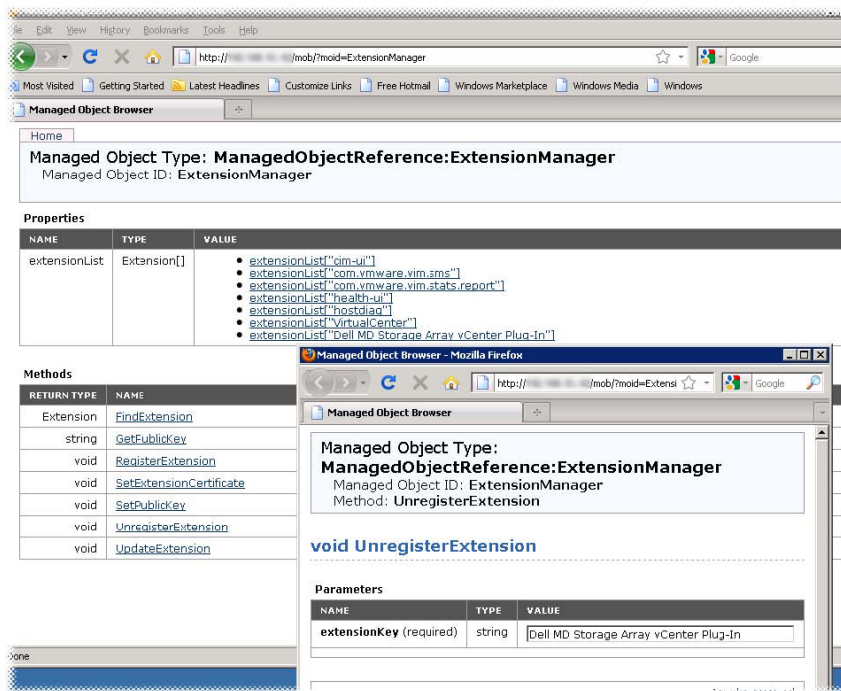 Edit View History Bookmarks Tools Help
http:// /mob/?moid=ExtensionManager
Google
Most Visited Getting Started Latest Headlines Customize Links Free Hotmail Windows Marketplace Windows Media Windows
Managed Object Browser
Home
Managed Object Type: ManagedObjectReference:ExtensionManager
Managed Object ID: ExtensionManager
Properties
NAME TYPE VALUE
extensionList Extension[]
extensionList["cim-ui"]
extensionList["com.vmware.vim.sms"]
extensionList["com.vmware.vim.stats.report"]
extensionList["health-ui"]
extensionList["hostdiag"]
extensionList["VirtualCenter"]
extensionList["Dell MD Storage Array vCenter Plug-In"]
Methods
RETURN TYPE NAME
Extension FindExtension
string GetPublicKey
void RegisterExtension
void SetExtensionCertificate
void SetPublicKey
void UnregisterExtension
void UpdateExtension
Managed Object Browser - Mozilla Firefox
http:// /mob/?moid=Extensi
Google
Managed Object Browser
Managed Object Type:
ManagedObjectReference:ExtensionManager
Managed Object ID: ExtensionManager
Method: UnregisterExtension
void UnregisterExtension
Parameters
NAME TYPE VALUE
extensionKey (required) string Dell MD Storage Array vCenter Plug-In